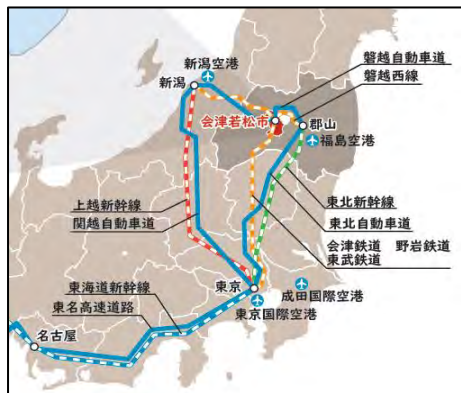 新潟空港
新潟
磐越自動車道
磐越西線
会津若松市
郡山
福島空港
上越新幹線
関越自動車道
東北新幹線
東北自動車道
会津鉄道 野岩鉄道
東武鉄道
東海道新幹線
東名高速道路
東京
成田国際空港
東京国際空港
名古屋